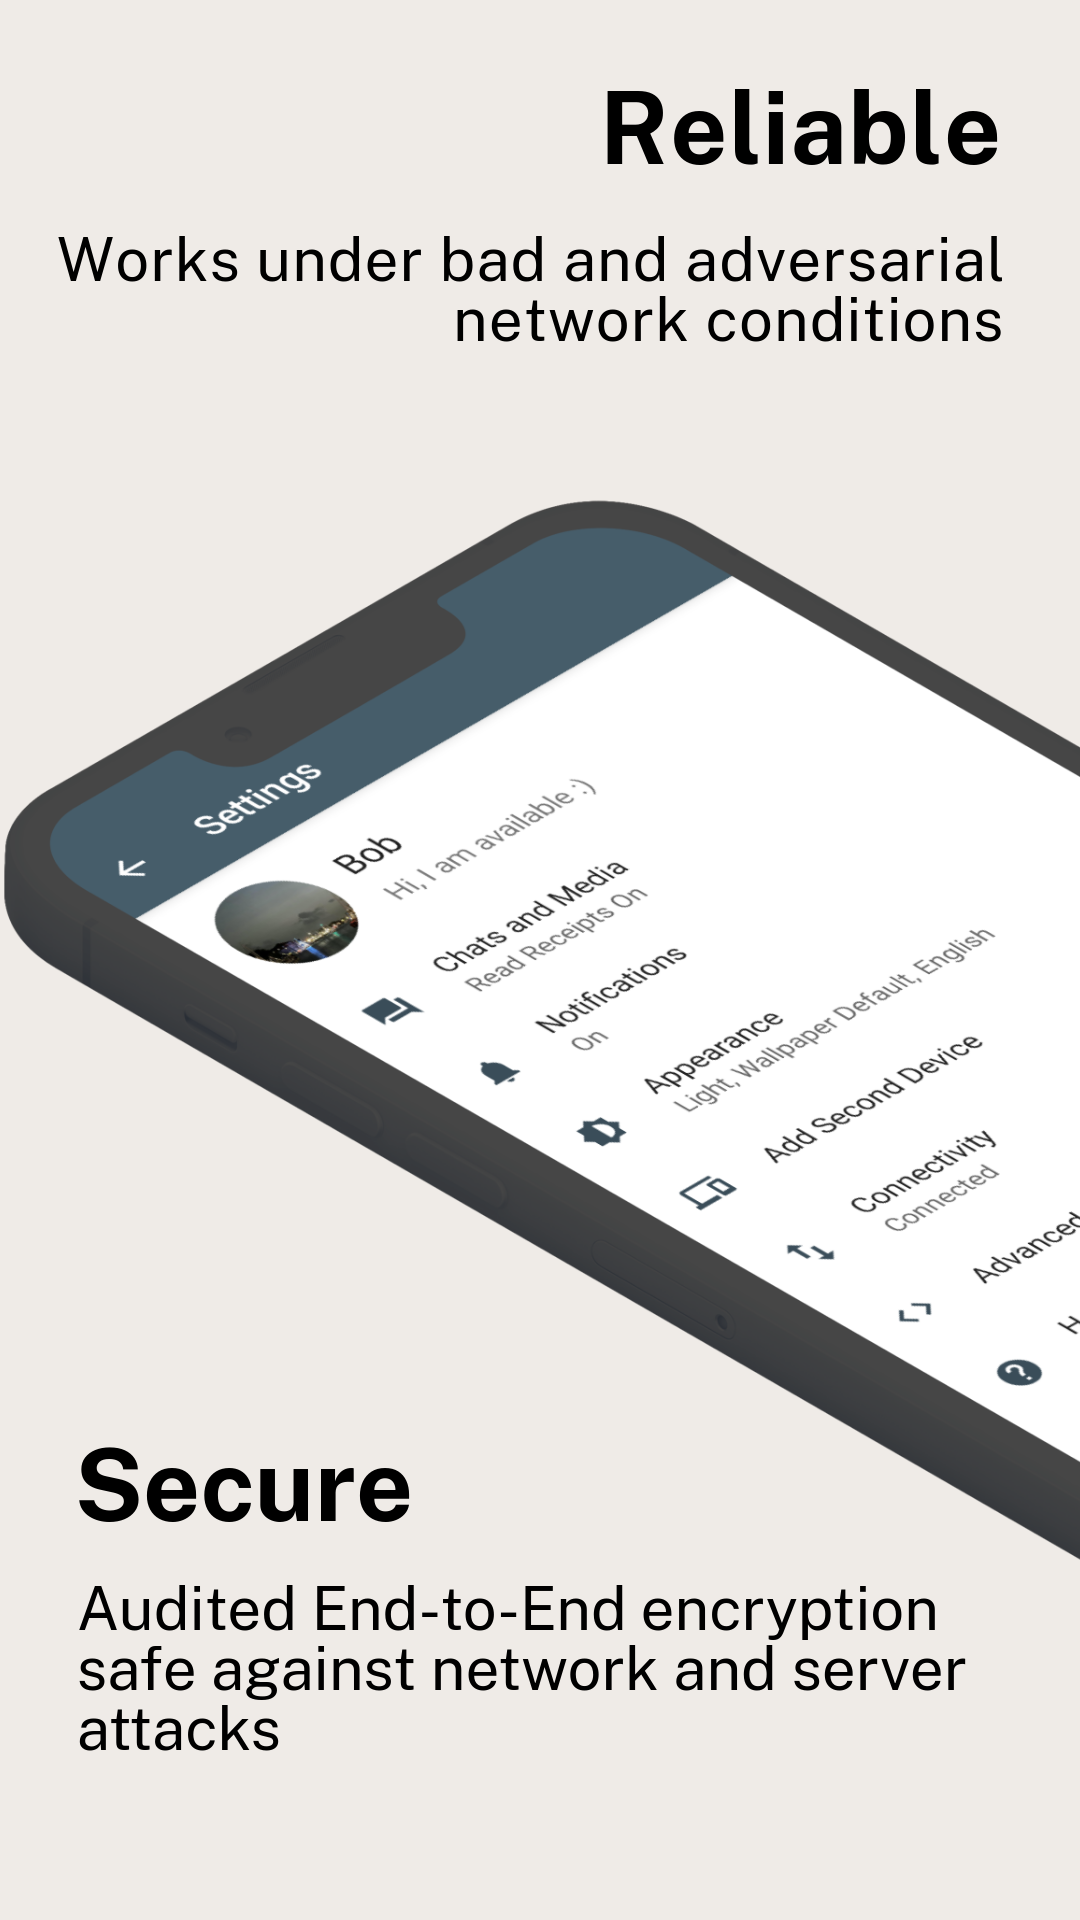 Reliable
Works under bad and adversarial
network conditions
Settings
Bob
Hi, I am available :)
Chats and Media
Read Receipts On
Notifications
On
Appearance
Light, Wallpaper Default, English
Add Second Device
Connectivity
Connected
Advanced
Secure
Audited End-to-End encryption
safe against network and server
attacks